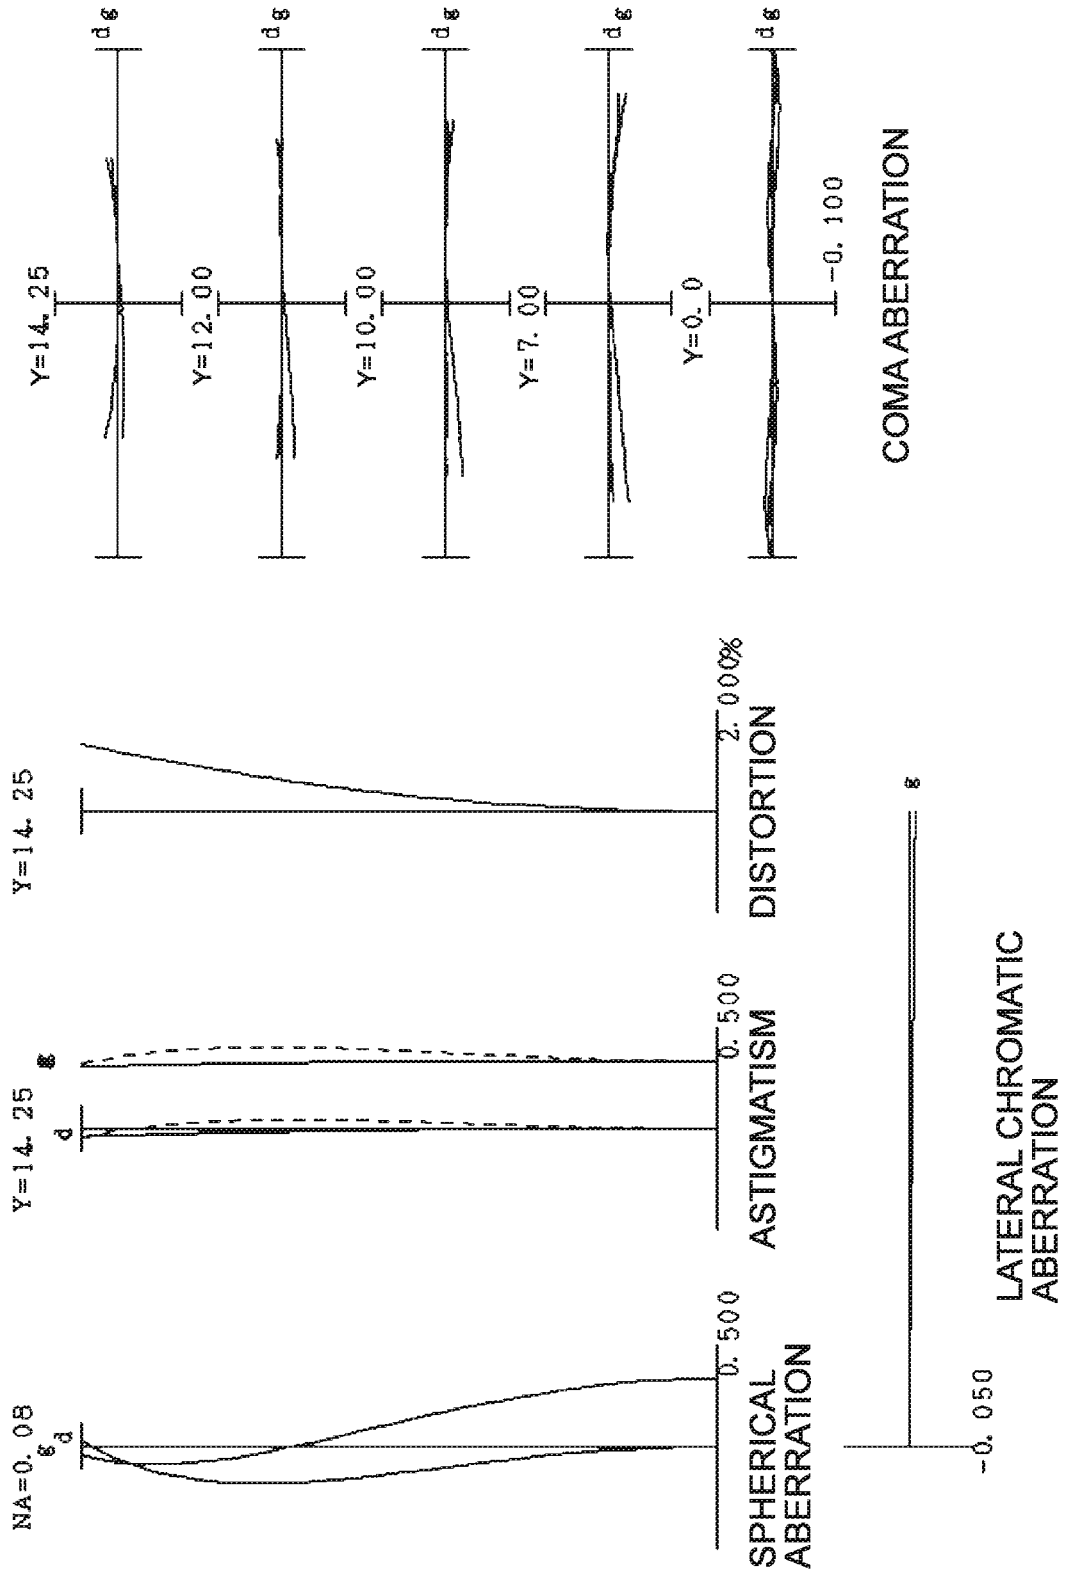 NA=0. 08
g
d
0. 500
SPHERICAL
ABERRATION
Y=14. 25
d
g
0. 500
ASTIGMATISM
Y=14. 25
2. 000%
DISTORTION
-0. 050
g
LATERAL CHROMATIC
ABERRATION
Y=14. 25
d g
Y=12. 00
d g
Y=10. 00
d g
Y=7. 00
d g
Y=0. 0
d g
-0. 100
COMA ABERRATION